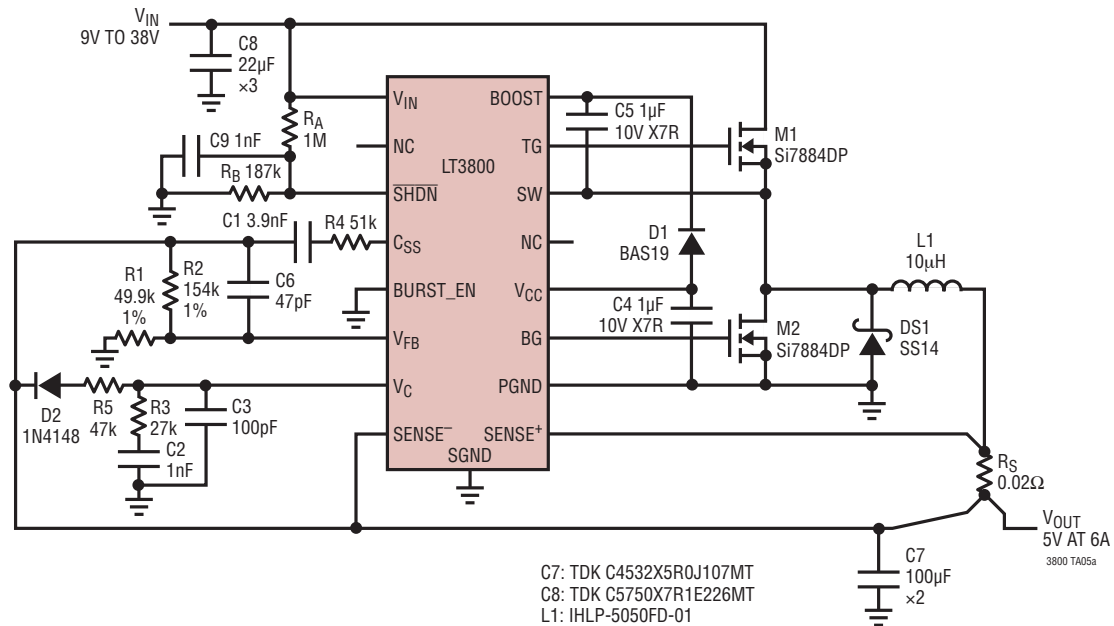 VIN
9V TO 38V
C8
22µF
×3
VIN
BOOST
C5 1µF
10V X7R
RA
1M
M1
Si7884DP
C9 1nF
NC
TG
LT3800
RB 187k
SHDN
SW
C1 3.9nF
R4 51k
CSS
NC
D1
BAS19
L1
10µH
R1
49.9k
1%
R2
154k
1%
C6
47pF
BURST_EN
VCC
C4 1µF
10V X7R
M2
Si7884DP
DS1
SS14
VFB
BG
VC
PGND
D2
1N4148
R5
47k
R3
27k
C3
100pF
C2
1nF
SENSE−
SENSE+
SGND
RS
0.02Ω
VOUT
5V AT 6A
3800 TA05a
C7
100µF
×2
C7: TDK C4532X5R0J107MT
C8: TDK C5750X7R1E226MT
L1: IHLP-5050FD-01